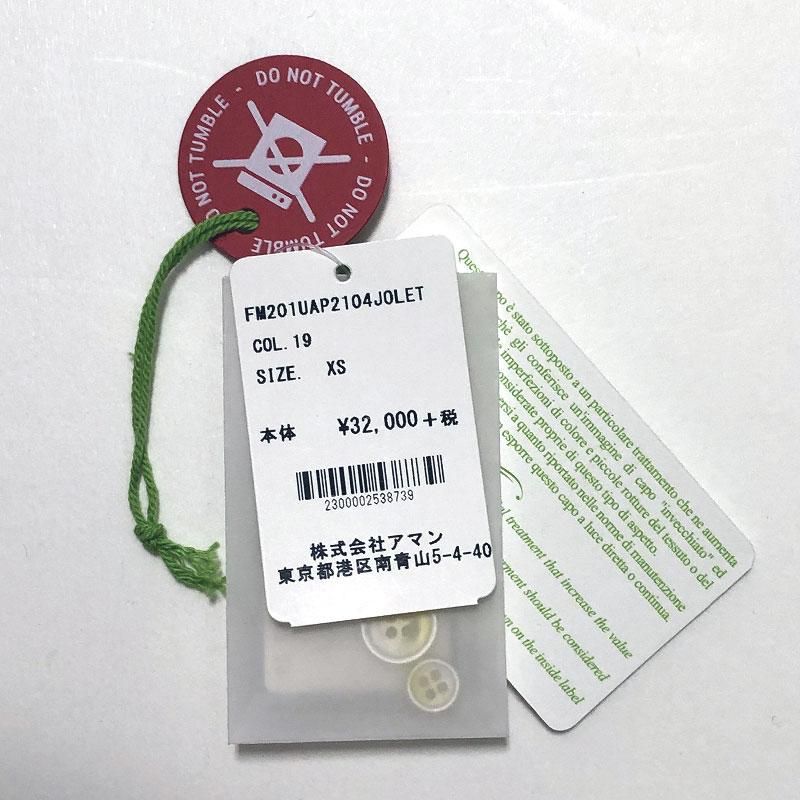 DO NOT TUMBLE - DO NOT TUMBLE - DO NOT TUMBLE
FM201UAP2104JOLET
COL.19
SIZE. XS
本体 ¥32,000+税
2300002538739
株式会社アマン
東京都港区南青山5-4-40
po è stato sottoposto a un particolare trattamento che ne aumenta
gli conferisce un'immagine di capo "invecchiato" ed
imperfezioni di colore e piccole rotture del tessuto o del
considerate proprie di questo tipo di aspetto.
a quanto riportato nelle norme di manutenzione
esporre questo capo a luce diretta o continua.
treatment that increase the value
should be considered
on the inside label